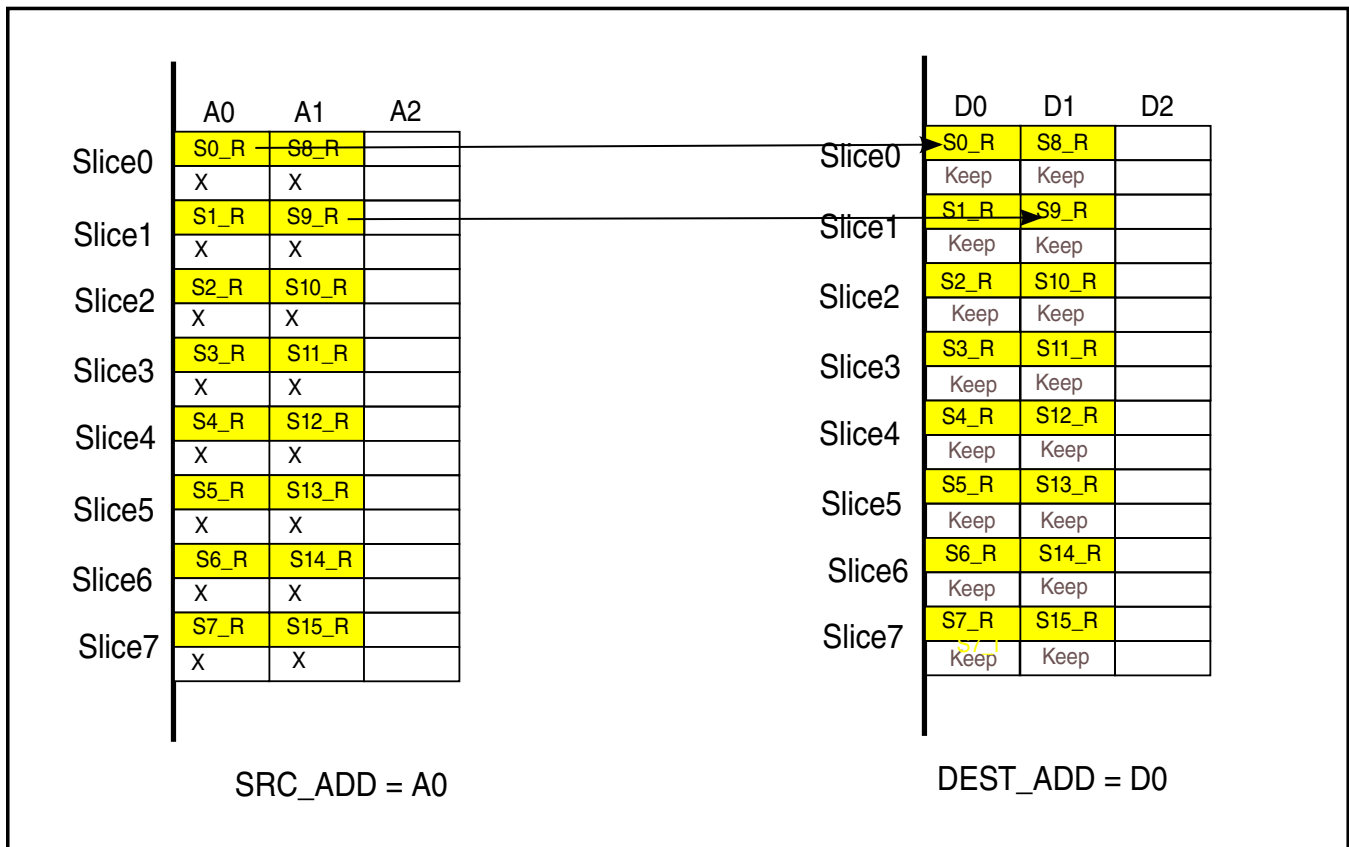 A0 A1 A2
Slice0 S0_R S8_R
X X
Slice1 S1_R S9_R
X X
Slice2 S2_R S10_R
X X
Slice3 S3_R S11_R
X X
Slice4 S4_R S12_R
X X
Slice5 S5_R S13_R
X X
Slice6 S6_R S14_R
X X
Slice7 S7_R S15_R
X X
SRC_ADD = A0
D0 D1 D2
Slice0 S0_R S8_R
Keep Keep
Slice1 S1_R S9_R
Keep Keep
Slice2 S2_R S10_R
Keep Keep
Slice3 S3_R S11_R
Keep Keep
Slice4 S4_R S12_R
Keep Keep
Slice5 S5_R S13_R
Keep Keep
Slice6 S6_R S14_R
Keep Keep
Slice7 S7_R S15_R
Keep Keep
DEST_ADD = D0